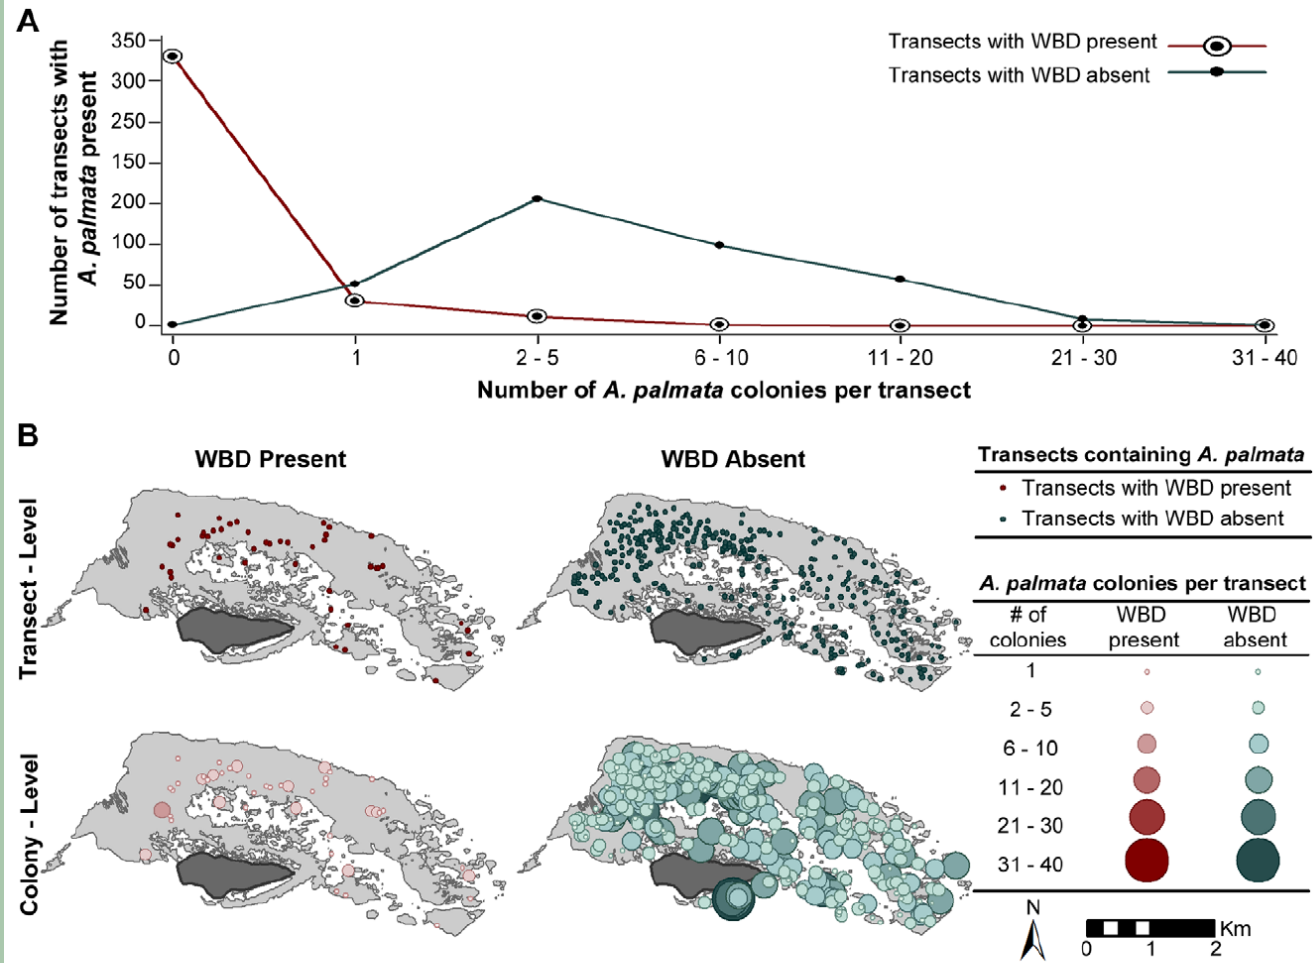 A
Number of transects with
A. palmata present
350
300
250
150
200
100
50
0
Transects with WBD present
Transects with WBD absent
0 1 2 - 5 6 - 10 11 - 20 21 - 30 31 - 40
Number of A. palmata colonies per transect
B
WBD Present WBD Absent
Transect - Level
Colony - Level
Transects containing A. palmata
Transects with WBD present
Transects with WBD absent
A. palmata colonies per transect
# of WBD WBD
colonies present absent
1
2 - 5
6 - 10
11 - 20
21 - 30
31 - 40
N
Km
0 1 2